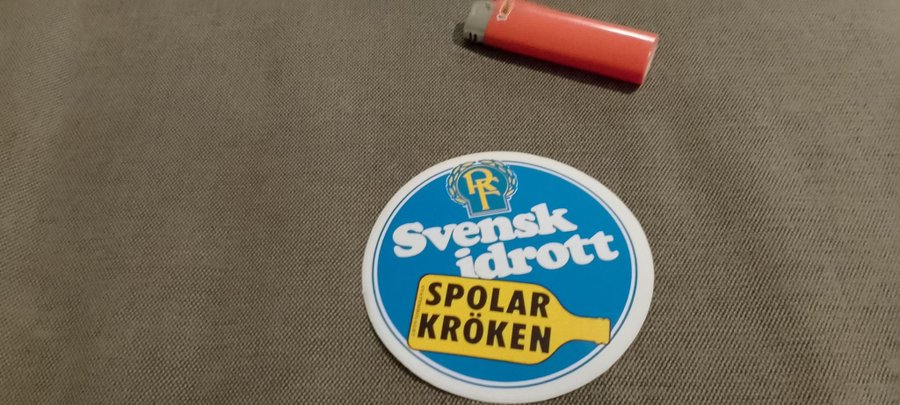 RF
Svensk
idrott
SPOLAR
KRÖKEN